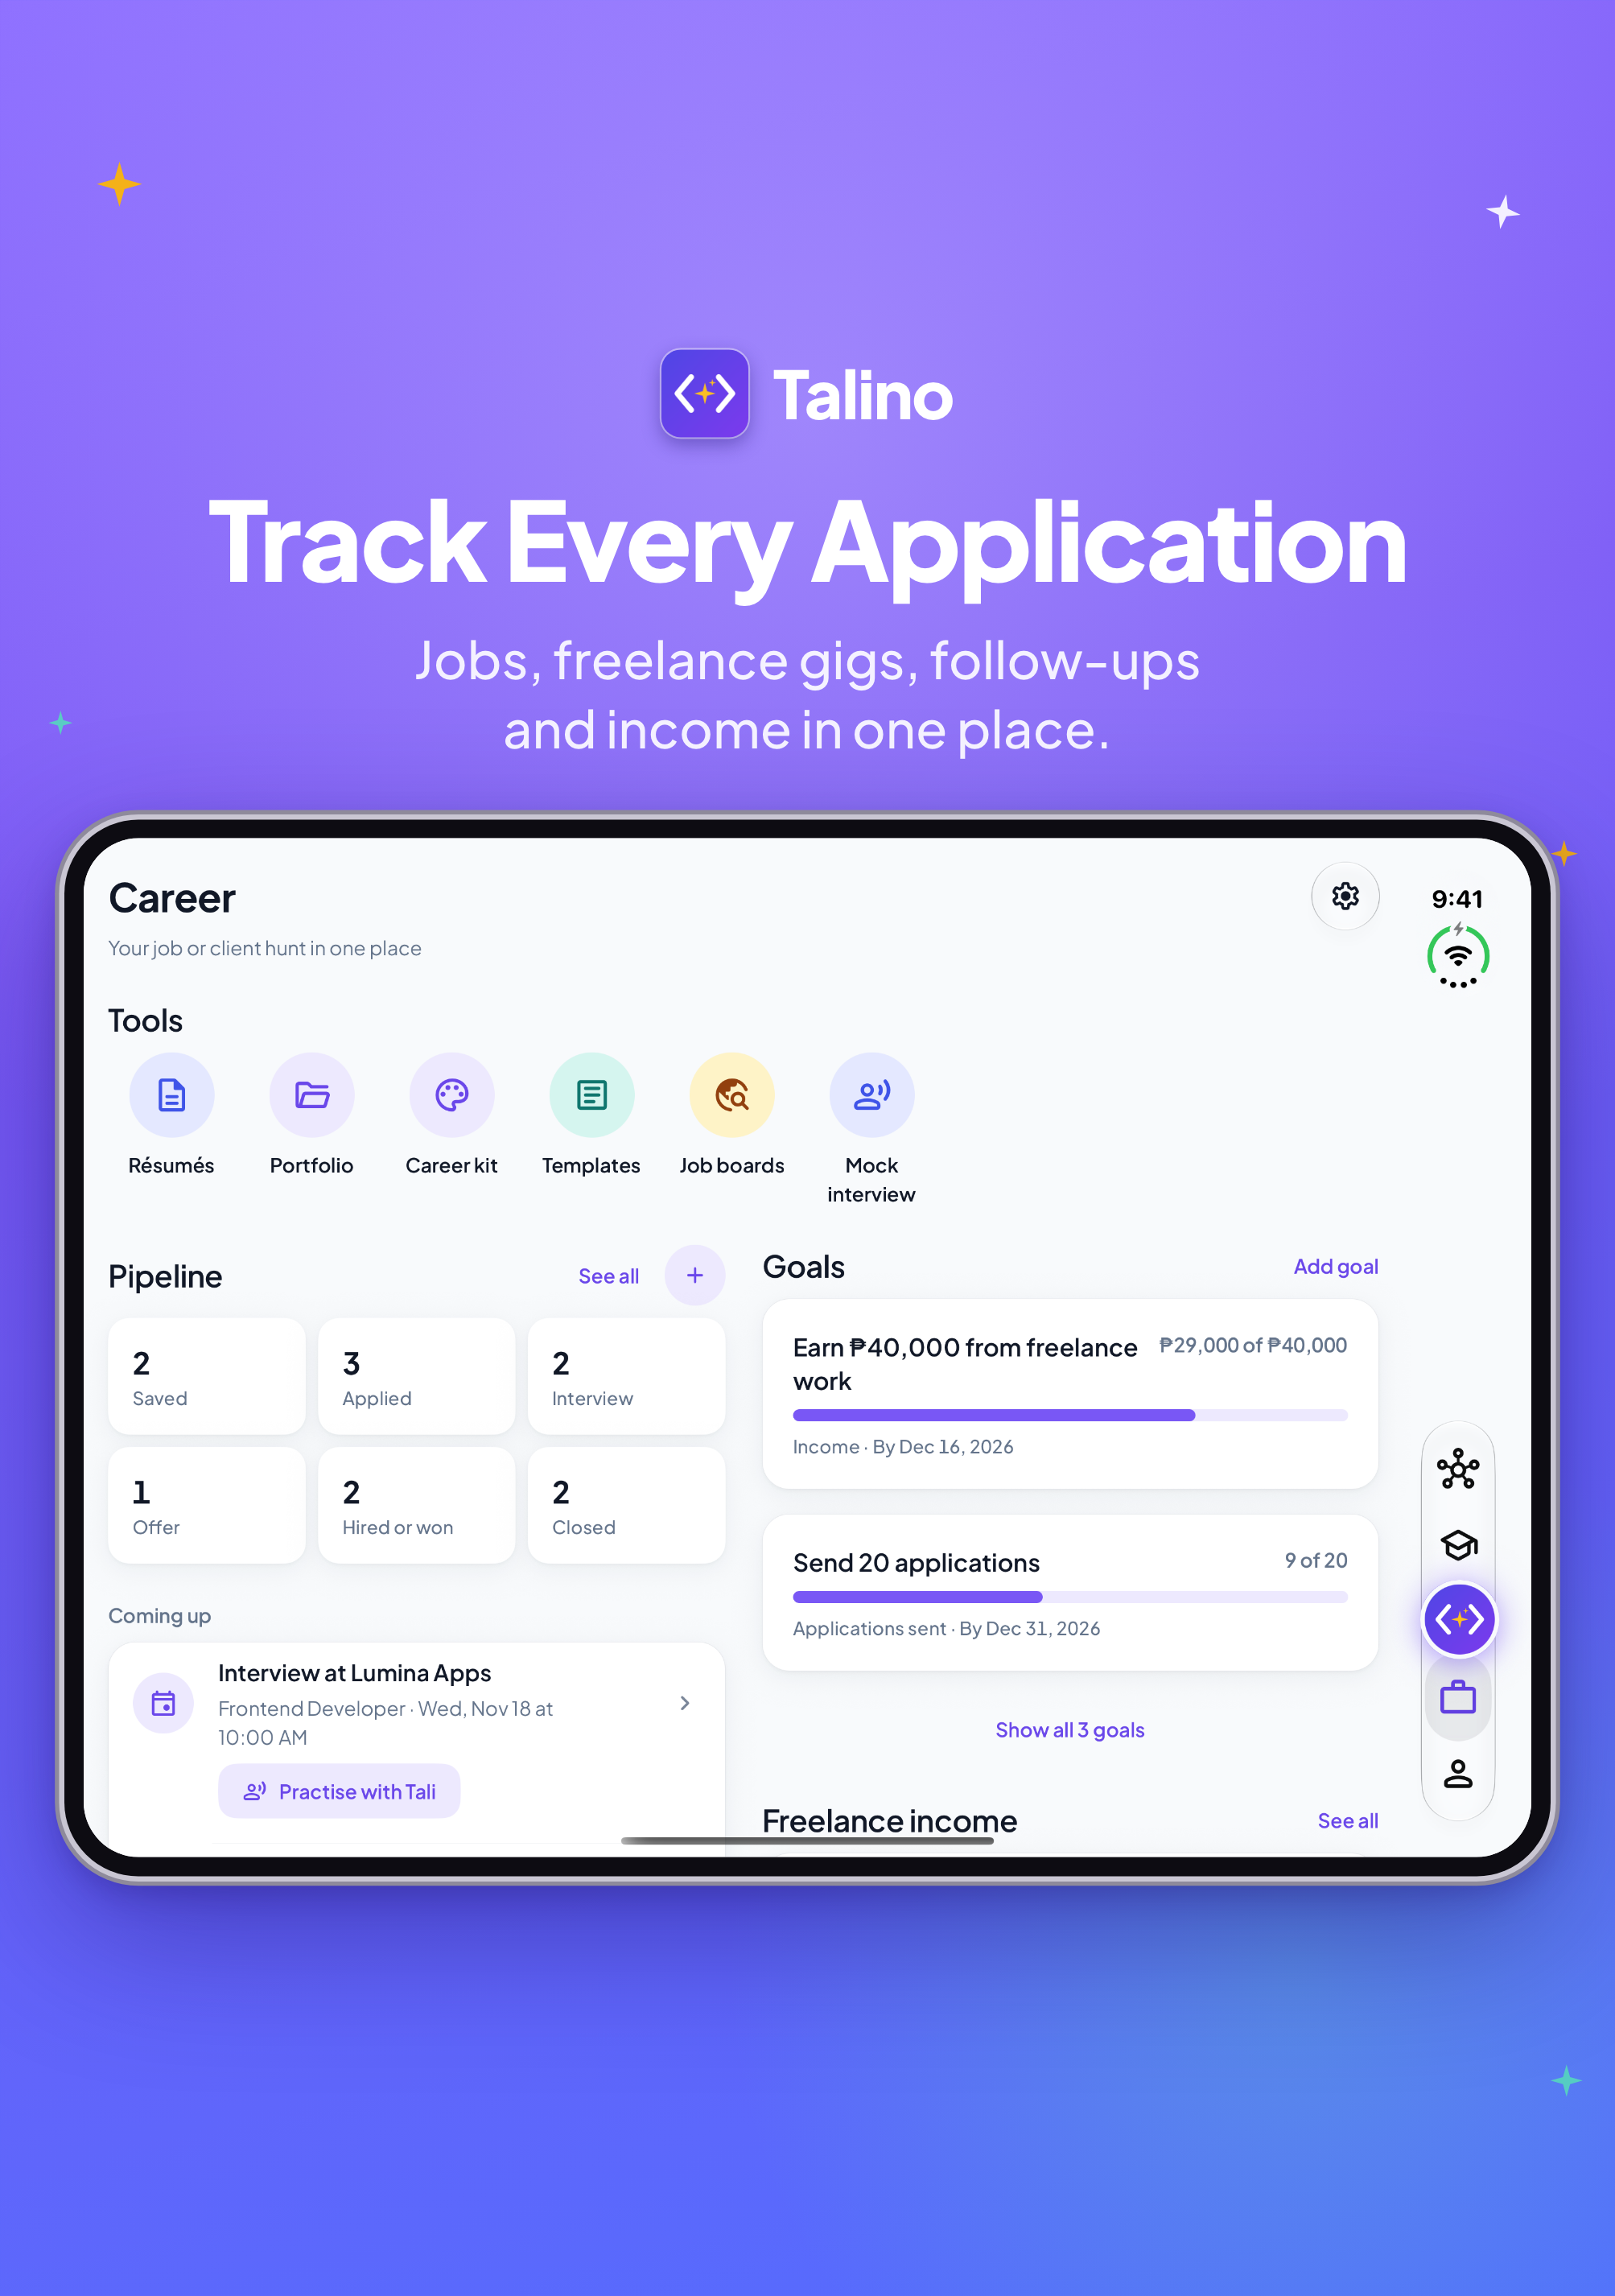 Talino
Track Every Application
Jobs, freelance gigs, follow-ups
and income in one place.
Career
9:41
Your job or client hunt in one place
Tools
Résumés
Portfolio
Career kit
Templates
Job boards
Mock
interview
Pipeline
See all
2
Saved
3
Applied
2
Interview
1
Offer
2
Hired or won
2
Closed
Coming up
Interview at Lumina Apps
Frontend Developer · Wed, Nov 18 at
10:00 AM
Practise with Tali
Goals
Add goal
Earn ₱40,000 from freelance
work
₱29,000 of ₱40,000
Income · By Dec 16, 2026
Send 20 applications
9 of 20
Applications sent · By Dec 31, 2026
Show all 3 goals
Freelance income
See all